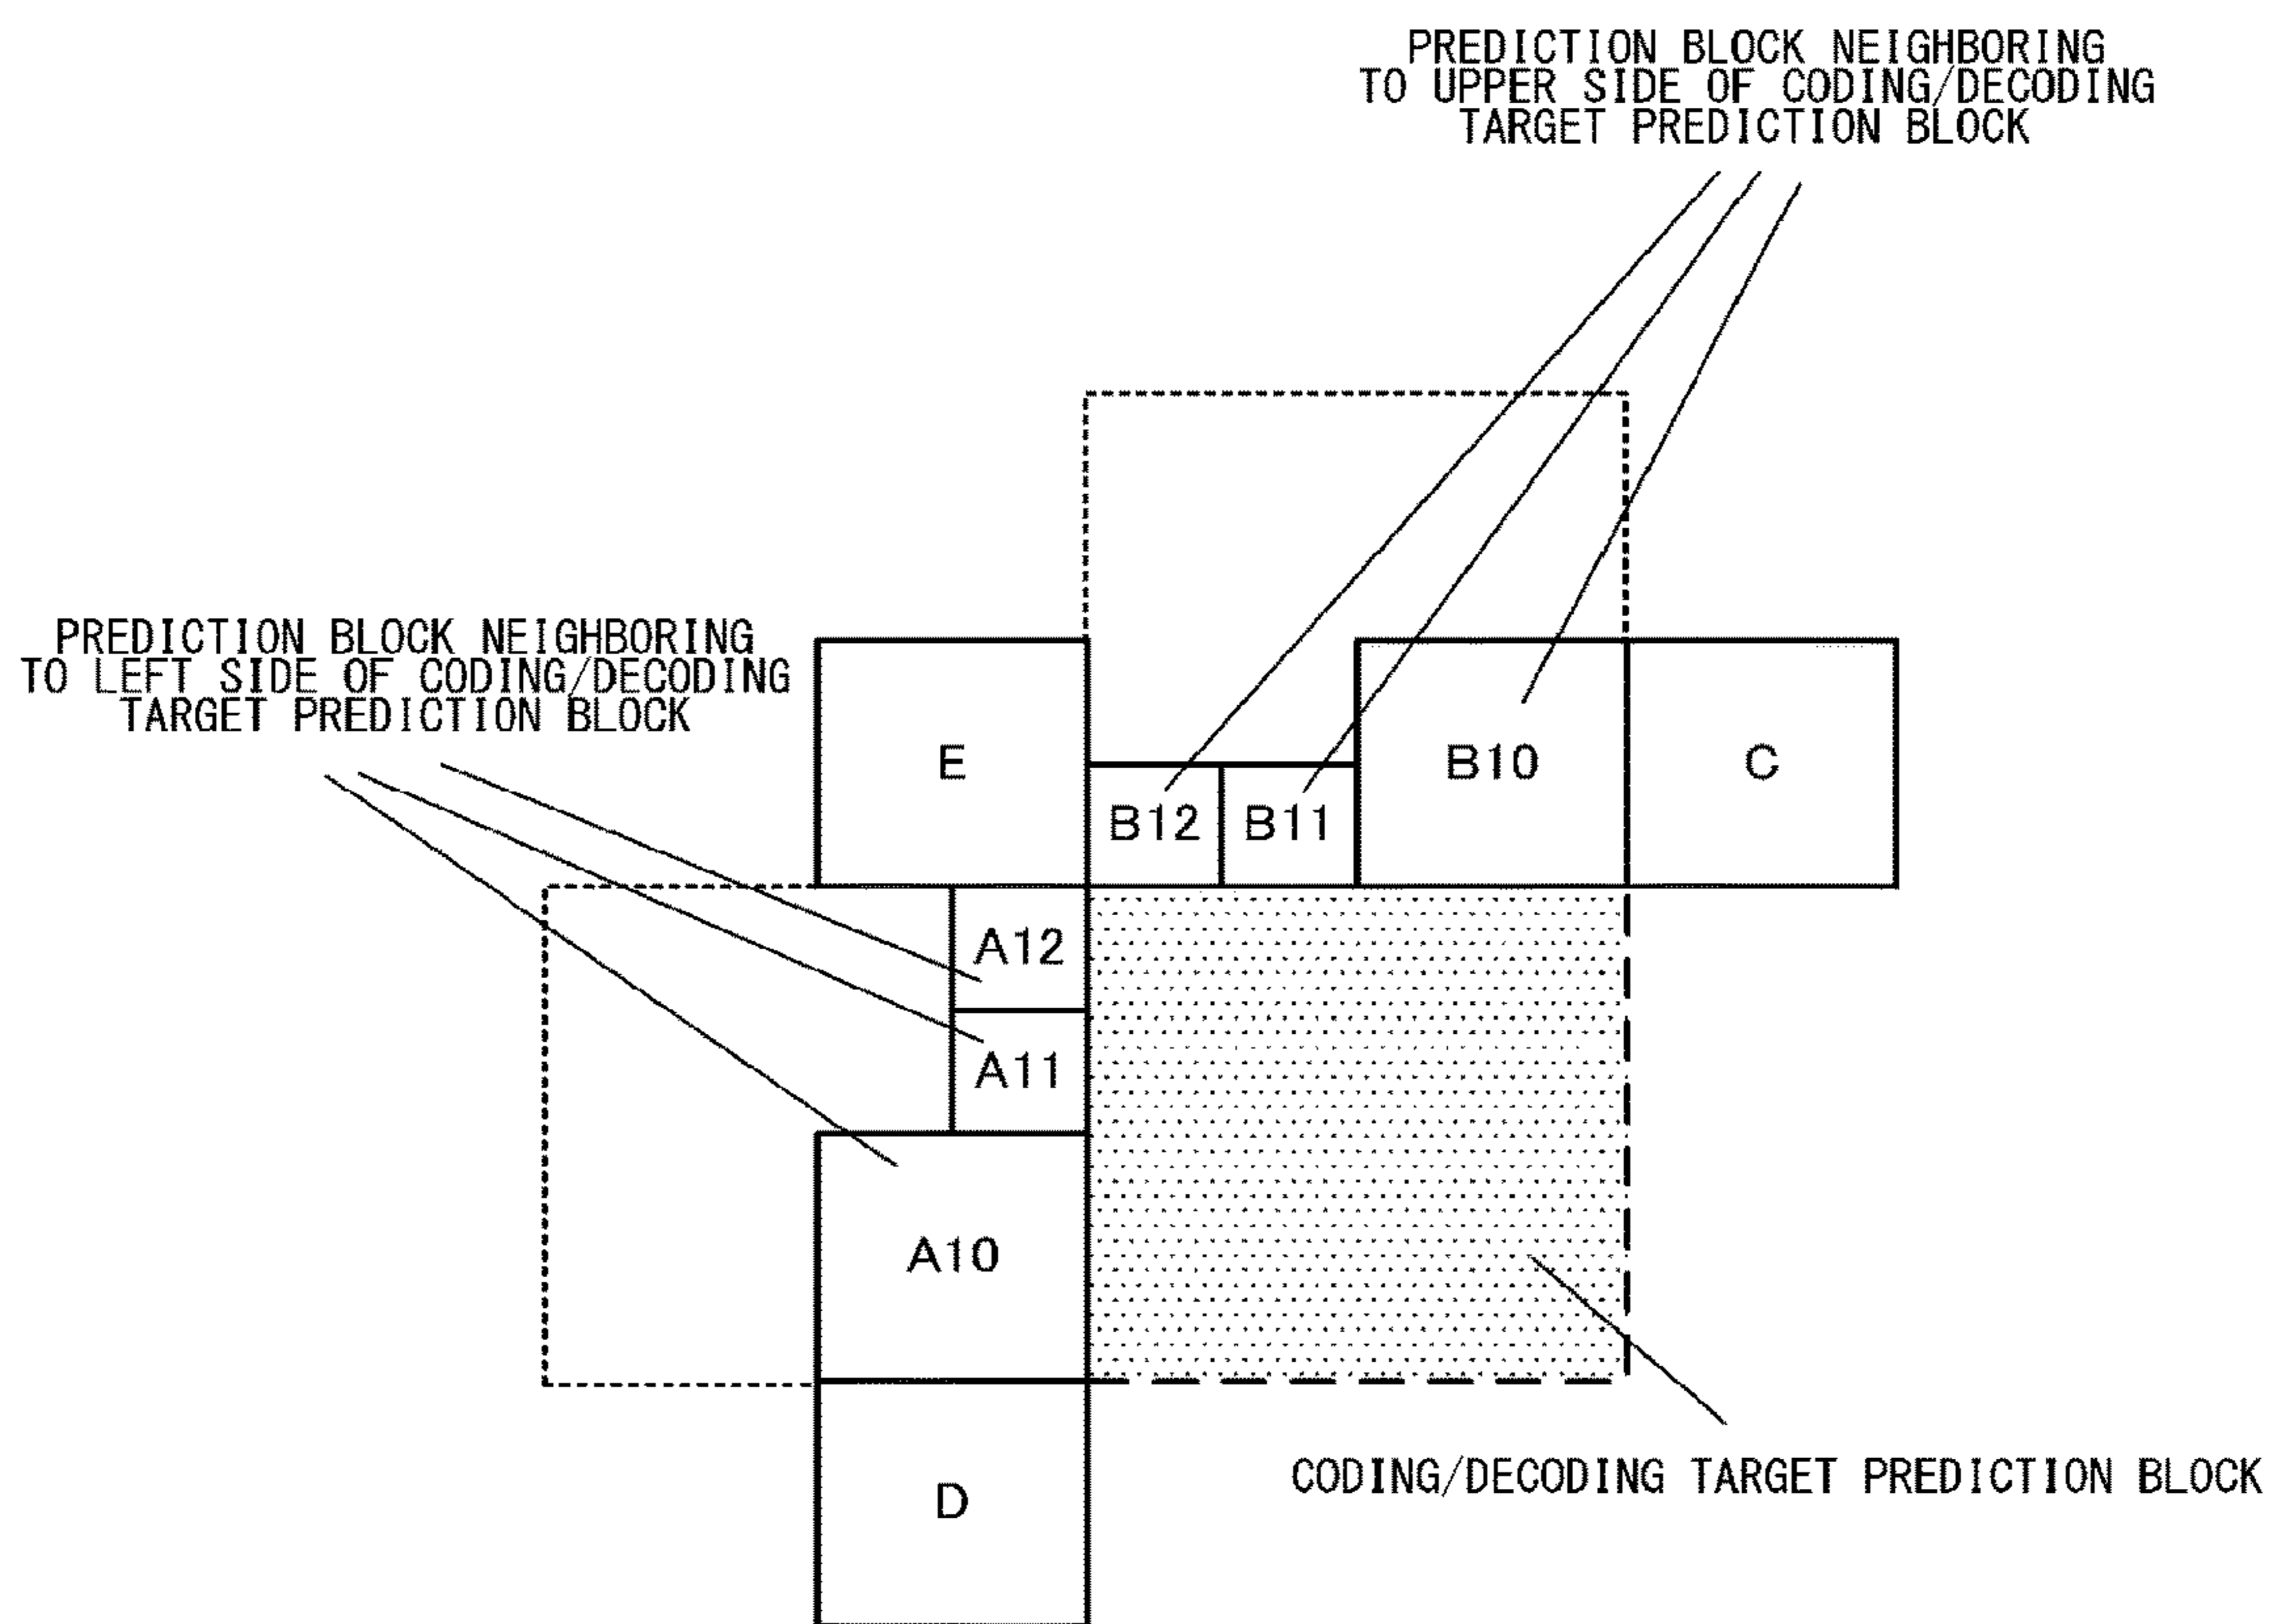 PREDICTION BLOCK NEIGHBORING
TO UPPER SIDE OF CODING/DECODING
TARGET PREDICTION BLOCK
PREDICTION BLOCK NEIGHBORING
TO LEFT SIDE OF CODING/DECODING
TARGET PREDICTION BLOCK
E
B12
B11
B10
C
A12
A11
A10
D
CODING/DECODING TARGET PREDICTION BLOCK